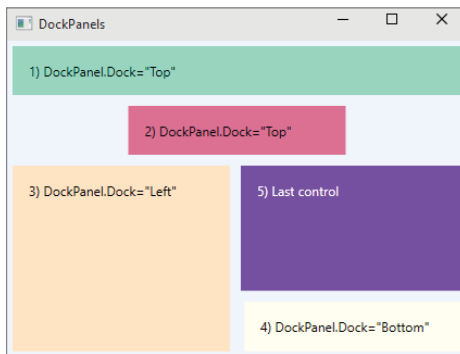 DockPanels
1) DockPanel.Dock="Top"
2) DockPanel.Dock="Top"
3) DockPanel.Dock="Left"
5) Last control
4) DockPanel.Dock="Bottom"